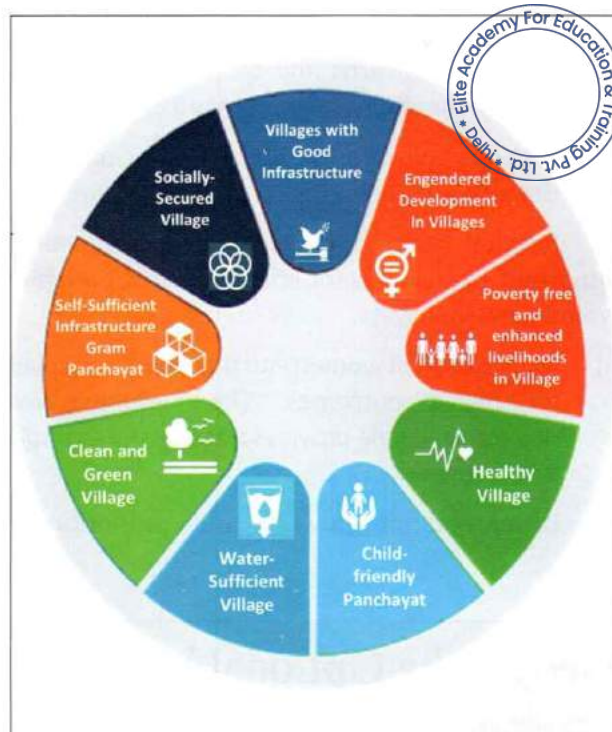 Elite Academy For Education & Training Pvt. Ltd. * Delhi *
Villages with
Good
Infrastructure
Engendered
Development
in Villages
Poverty free
and
enhanced
livelihoods
in Village
Healthy
Village
Child-
friendly
Panchayat
Water-
Sufficient
Village
Clean and
Green
Village
Self-Sufficient
Infrastructure
Gram
Panchayat
Socially-
Secured
Village